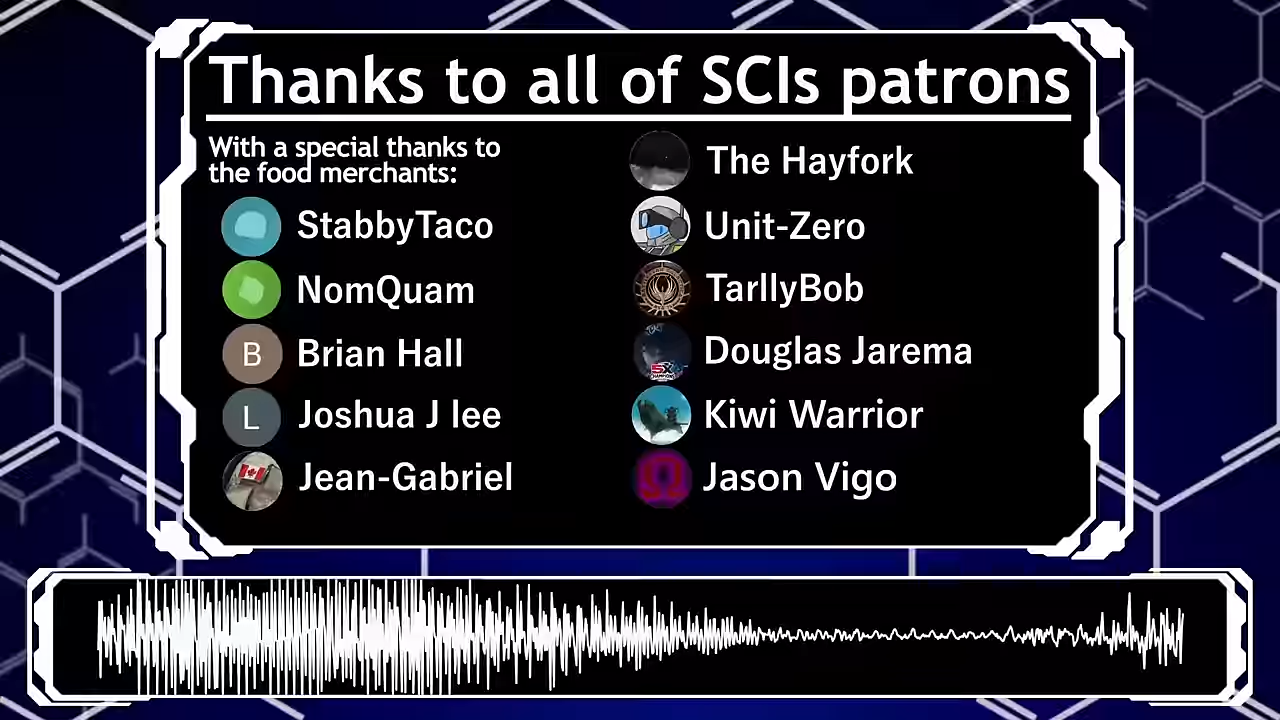 Thanks to all of SCIs patrons
With a special thanks to
the food merchants:
StabbyTaco
NomQuam
B
Brian Hall
L
Joshua J lee
Jean-Gabriel
The Hayfork
Unit-Zero
TarllyBob
Douglas Jarema
Kiwi Warrior
Ω
Jason Vigo